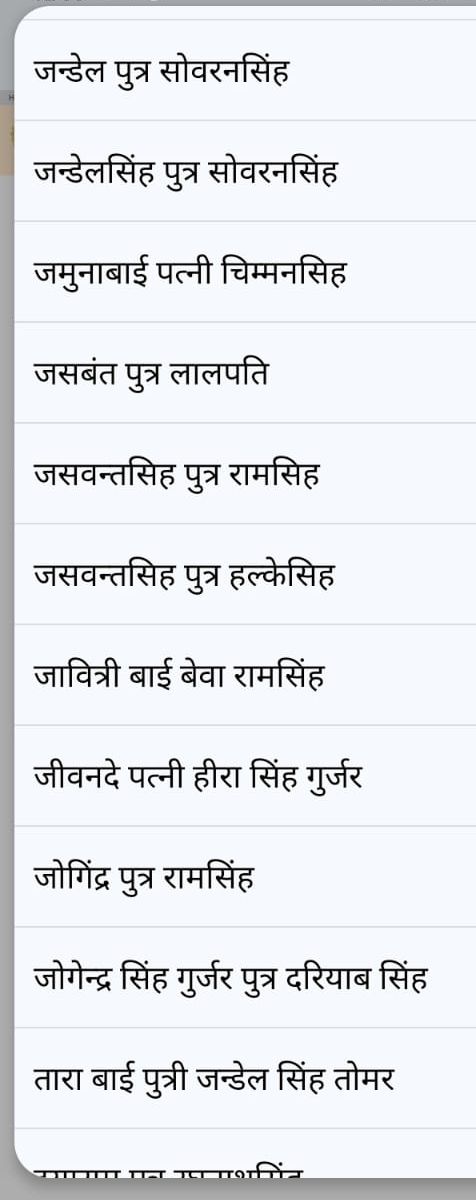 जन्डेल पुत्र सोवरनसिंह
जन्डेलसिंह पुत्र सोवरनसिंह
जमुनाबाई पत्नी चिम्मनसिह
जसबंत पुत्र लालपति
जसवन्तसिह पुत्र रामसिह
जसवन्तसिह पुत्र हल्केसिह
जावित्री बाई बेवा रामसिंह
जीवनदे पत्नी हीरा सिंह गुर्जर
जोगिंद्र पुत्र रामसिंह
जोगेन्द्र सिंह गुर्जर पुत्र दरियाब सिंह
तारा बाई पुत्री जन्डेल सिंह तोमर